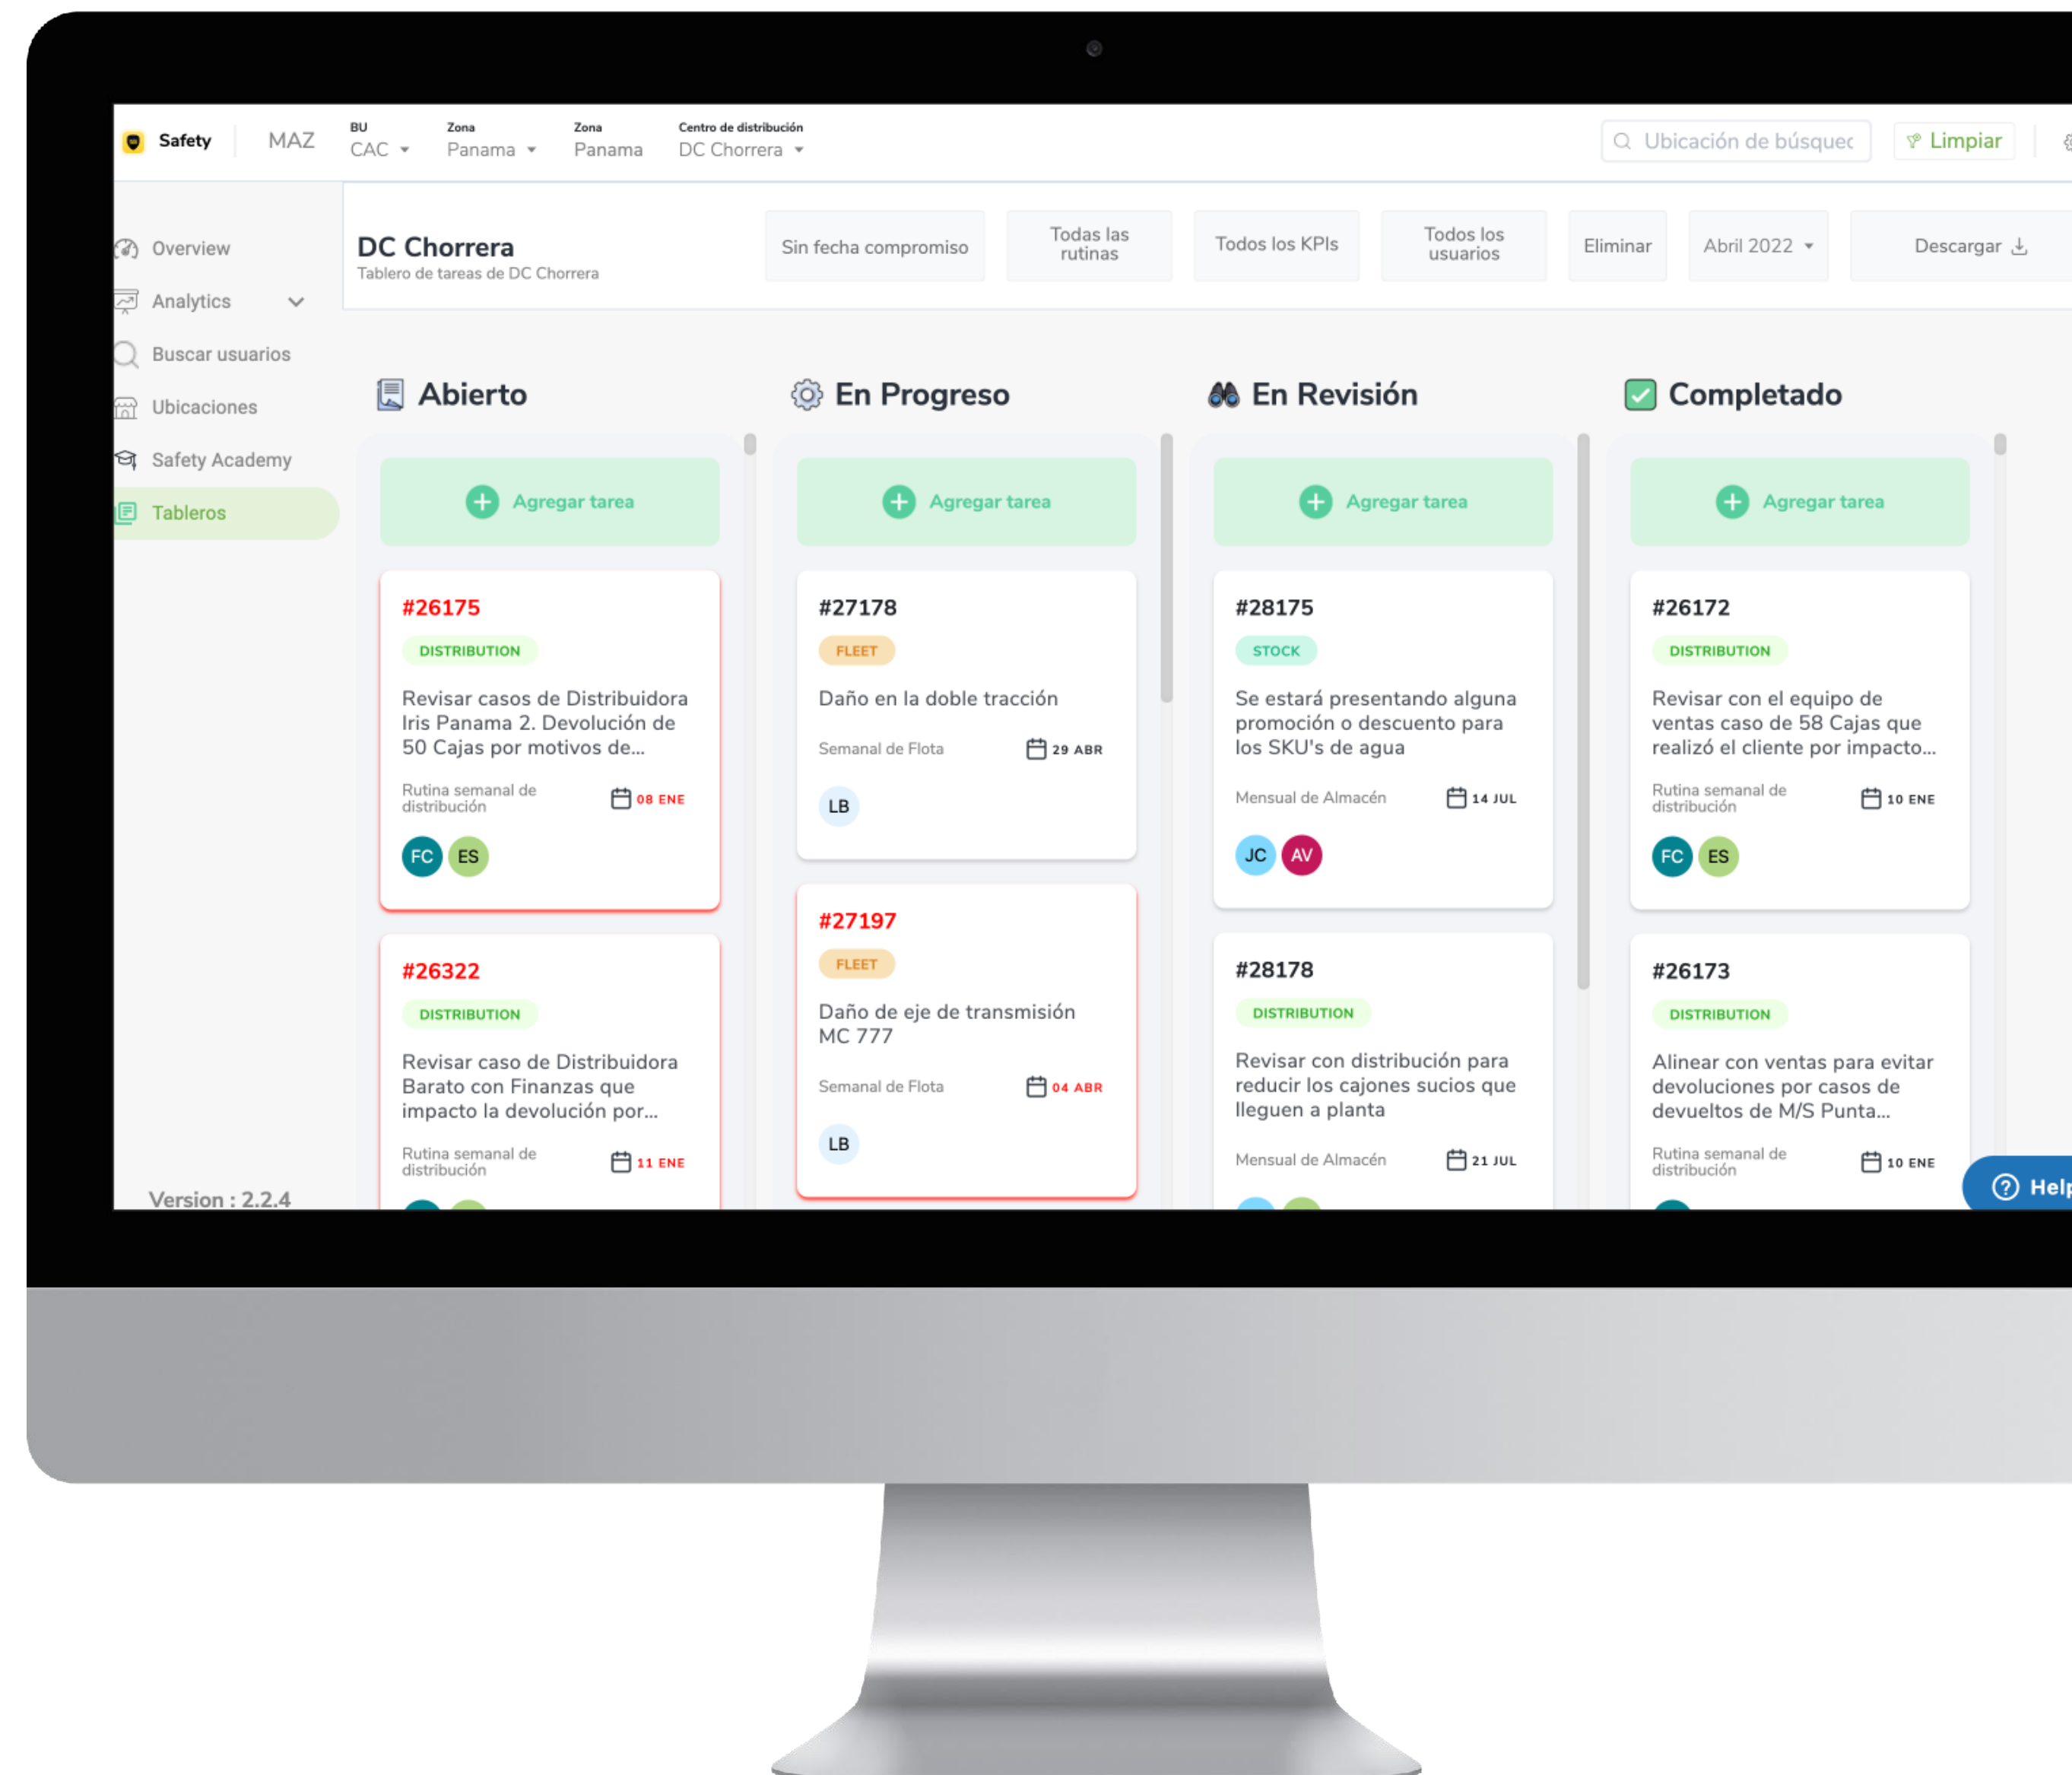 Safety
MAZ
BU
CAC
Zona
Panama
Zona
Panama
Centro de distribución
DC Chorrera
Ubicación de búsquec
Limpiar
Overview
Analytics
Buscar usuarios
Ubicaciones
Safety Academy
Tableros
Version : 2.2.4
DC Chorrera
Tablero de tareas de DC Chorrera
Sin fecha compromiso
Todas las
rutinas
Todos los KPIs
Todos los
usuarios
Eliminar
Abril 2022
Descargar
Abierto
Agregar tarea
#26175
DISTRIBUTION
Revisar casos de Distribuidora
Iris Panama 2. Devolución de
50 Cajas por motivos de...
Rutina semanal de
distribución
08 ENE
FC ES
#26322
DISTRIBUTION
Revisar caso de Distribuidora
Barato con Finanzas que
impacto la devolución por...
Rutina semanal de
distribución
11 ENE
En Progreso
Agregar tarea
#27178
FLEET
Daño en la doble tracción
Semanal de Flota
29 ABR
LB
#27197
FLEET
Daño de eje de transmisión
MC 777
Semanal de Flota
04 ABR
LB
En Revisión
Agregar tarea
#28175
STOCK
Se estará presentando alguna
promoción o descuento para
los SKU's de agua
Mensual de Almacén
14 JUL
JC AV
#28178
DISTRIBUTION
Revisar con distribución para
reducir los cajones sucios que
lleguen a planta
Mensual de Almacén
21 JUL
Completado
Agregar tarea
#26172
DISTRIBUTION
Revisar con el equipo de
ventas caso de 58 Cajas que
realizó el cliente por impacto...
Rutina semanal de
distribución
10 ENE
FC ES
#26173
DISTRIBUTION
Alinear con ventas para evitar
devoluciones por casos de
devueltos de M/S Punta...
Rutina semanal de
distribución
10 ENE
Help